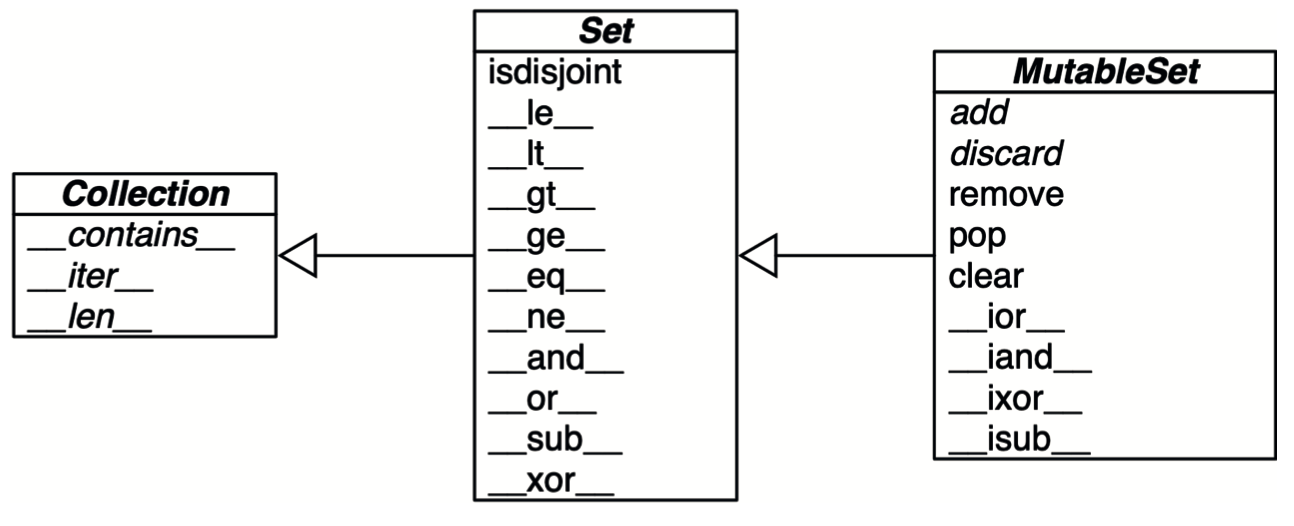 Collection
__contains__
__iter__
__len__
Set
isdisjoint
__le__
__lt__
__gt__
__ge__
__eq__
__ne__
__and__
__or__
__sub__
__xor__
MutableSet
add
discard
remove
pop
clear
__ior__
__iand__
__ixor__
__isub__